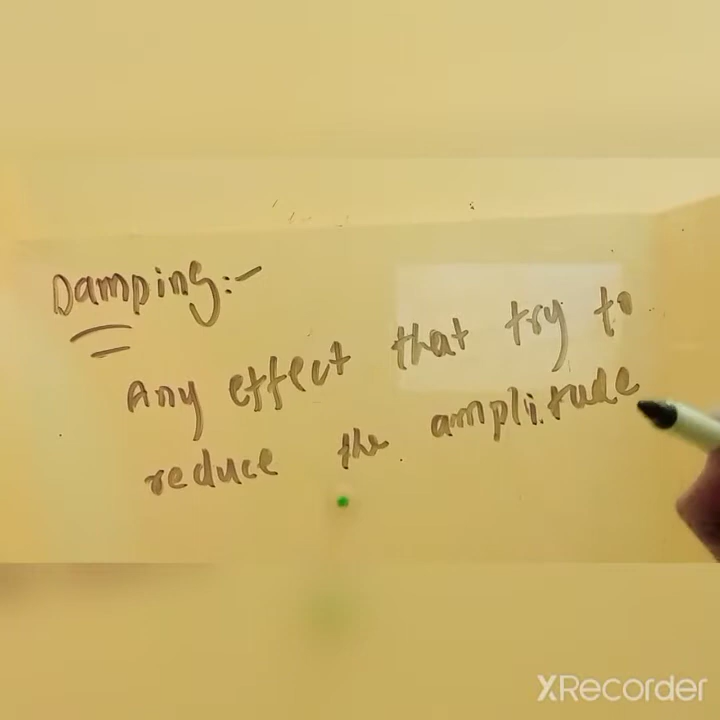 Damping:-
Any effect that try to
reduce the amplitude
XRecorder